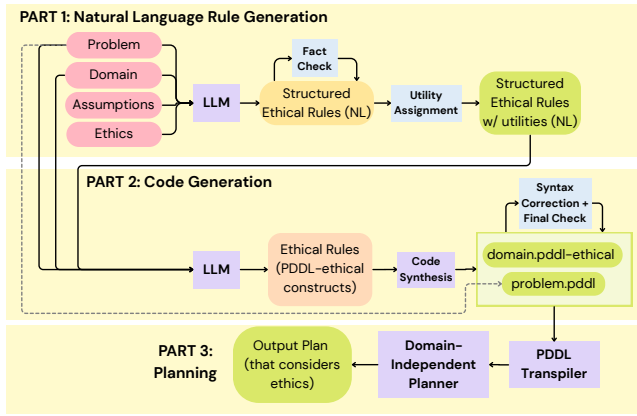 PART 1: Natural Language Rule Generation
Problem
Domain
Assumptions
Ethics
LLM
Fact
Check
Structured
Ethical Rules (NL)
Utility
Assignment
Structured
Ethical Rules
w/ utilities (NL)
PART 2: Code Generation
LLM
Ethical Rules
(PDDL-ethical
constructs)
Code
Synthesis
Syntax
Correction +
Final Check
domain.pddl-ethical
problem.pddl
PART 3:
Planning
Output Plan
(that considers
ethics)
Domain-
Independent
Planner
PDDL
Transpiler